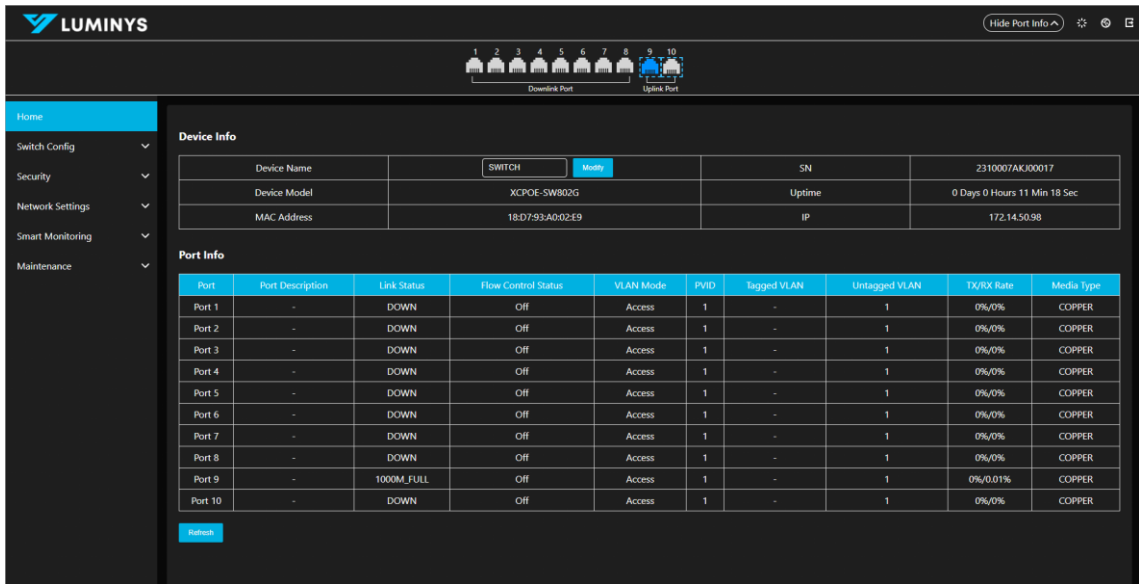 LUMINYS
Hide Port Info
1 2 3 4 5 6 7 8 9 10
Downlink Port Uplink Port
Home
Switch Config
Security
Network Settings
Smart Monitoring
Maintenance
Device Info
Device Name SWITCH Modify SN 2310007AKJ00017
Device Model XCPOE-SW802G Uptime 0 Days 0 Hours 11 Min 18 Sec
MAC Address 18:D7:93:A0:02:E9 IP 172.14.50.98
Port Info
Port Port Description Link Status Flow Control Status VLAN Mode PVID Tagged VLAN Untagged VLAN TX/RX Rate Media Type
Port 1 - DOWN Off Access 1 - 1 0%/0% COPPER
Port 2 - DOWN Off Access 1 - 1 0%/0% COPPER
Port 3 - DOWN Off Access 1 - 1 0%/0% COPPER
Port 4 - DOWN Off Access 1 - 1 0%/0% COPPER
Port 5 - DOWN Off Access 1 - 1 0%/0% COPPER
Port 6 - DOWN Off Access 1 - 1 0%/0% COPPER
Port 7 - DOWN Off Access 1 - 1 0%/0% COPPER
Port 8 - DOWN Off Access 1 - 1 0%/0% COPPER
Port 9 - 1000M_FULL Off Access 1 - 1 0%/0.01% COPPER
Port 10 - DOWN Off Access 1 - 1 0%/0% COPPER
Refresh